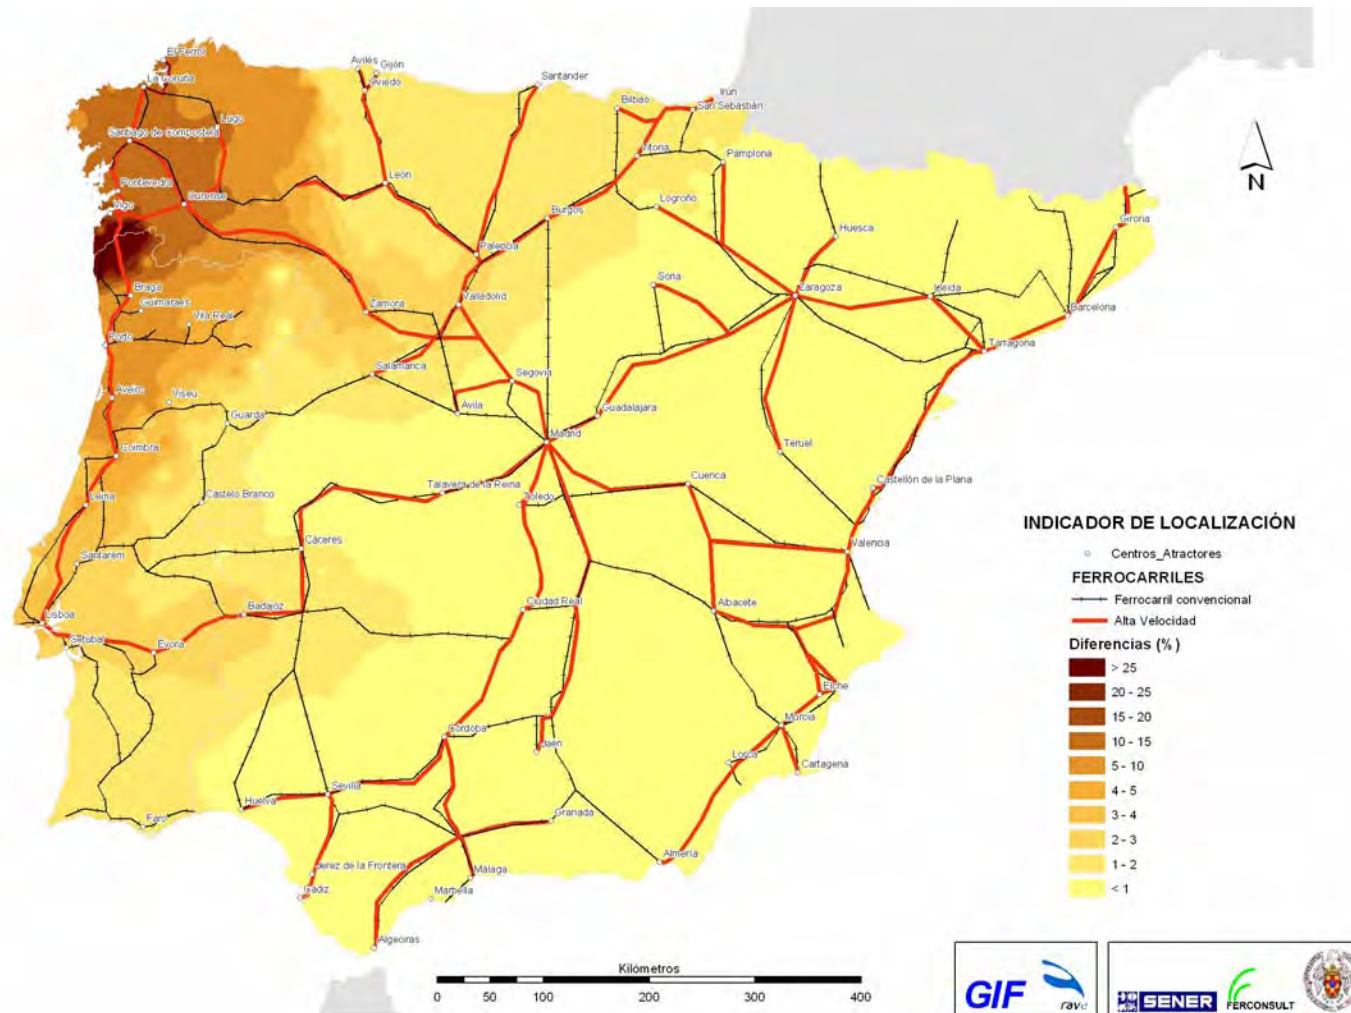 El Ferrol
La Coruña
Avilés
Gijón
Oviedo
Santander
Bilbao
Irún
San Sebastián
Lugo
Santiago de Compostela
Vitoria
Pamplona
N
Pontevedra
León
Vigo
Ourense
Logroño
Burgos
Girona
Huesca
Palencia
Soria
Braga
Zaragoza
Lleida
Guimaraes
Zamora
Valladolid
Barcelona
Vila Real
Porto
Tarragona
Salamanca
Segovia
Aveiro
Viseu
Guarda
Avila
Guadalajara
Madrid
Coimbra
Teruel
Talavera de la Reina
Cuenca
Castellón de la Plana
Leiria
Castelo Branco
Toledo
Cáceres
Valencia
Santarém
Lisboa
Badajoz
Ciudad Real
Albacete
Setubal
Evora
Elche
Murcia
Córdoba
Jaén
Lorca
Cartagena
Sevilla
Huelva
Faro
Granada
Almería
Jerez de la Frontera
Málaga
Cádiz
Marbella
Algeciras
INDICADOR DE LOCALIZACIÓN
Centros_Atractores
FERROCARRILES
Ferrocarril convencional
Alta Velocidad
Diferencias (%)
> 25
20 - 25
15 - 20
10 - 15
5 - 10
4 - 5
3 - 4
2 - 3
1 - 2
< 1
Kilómetros
0 50 100 200 300 400
GIF
rave
SENER
FERCONSULT